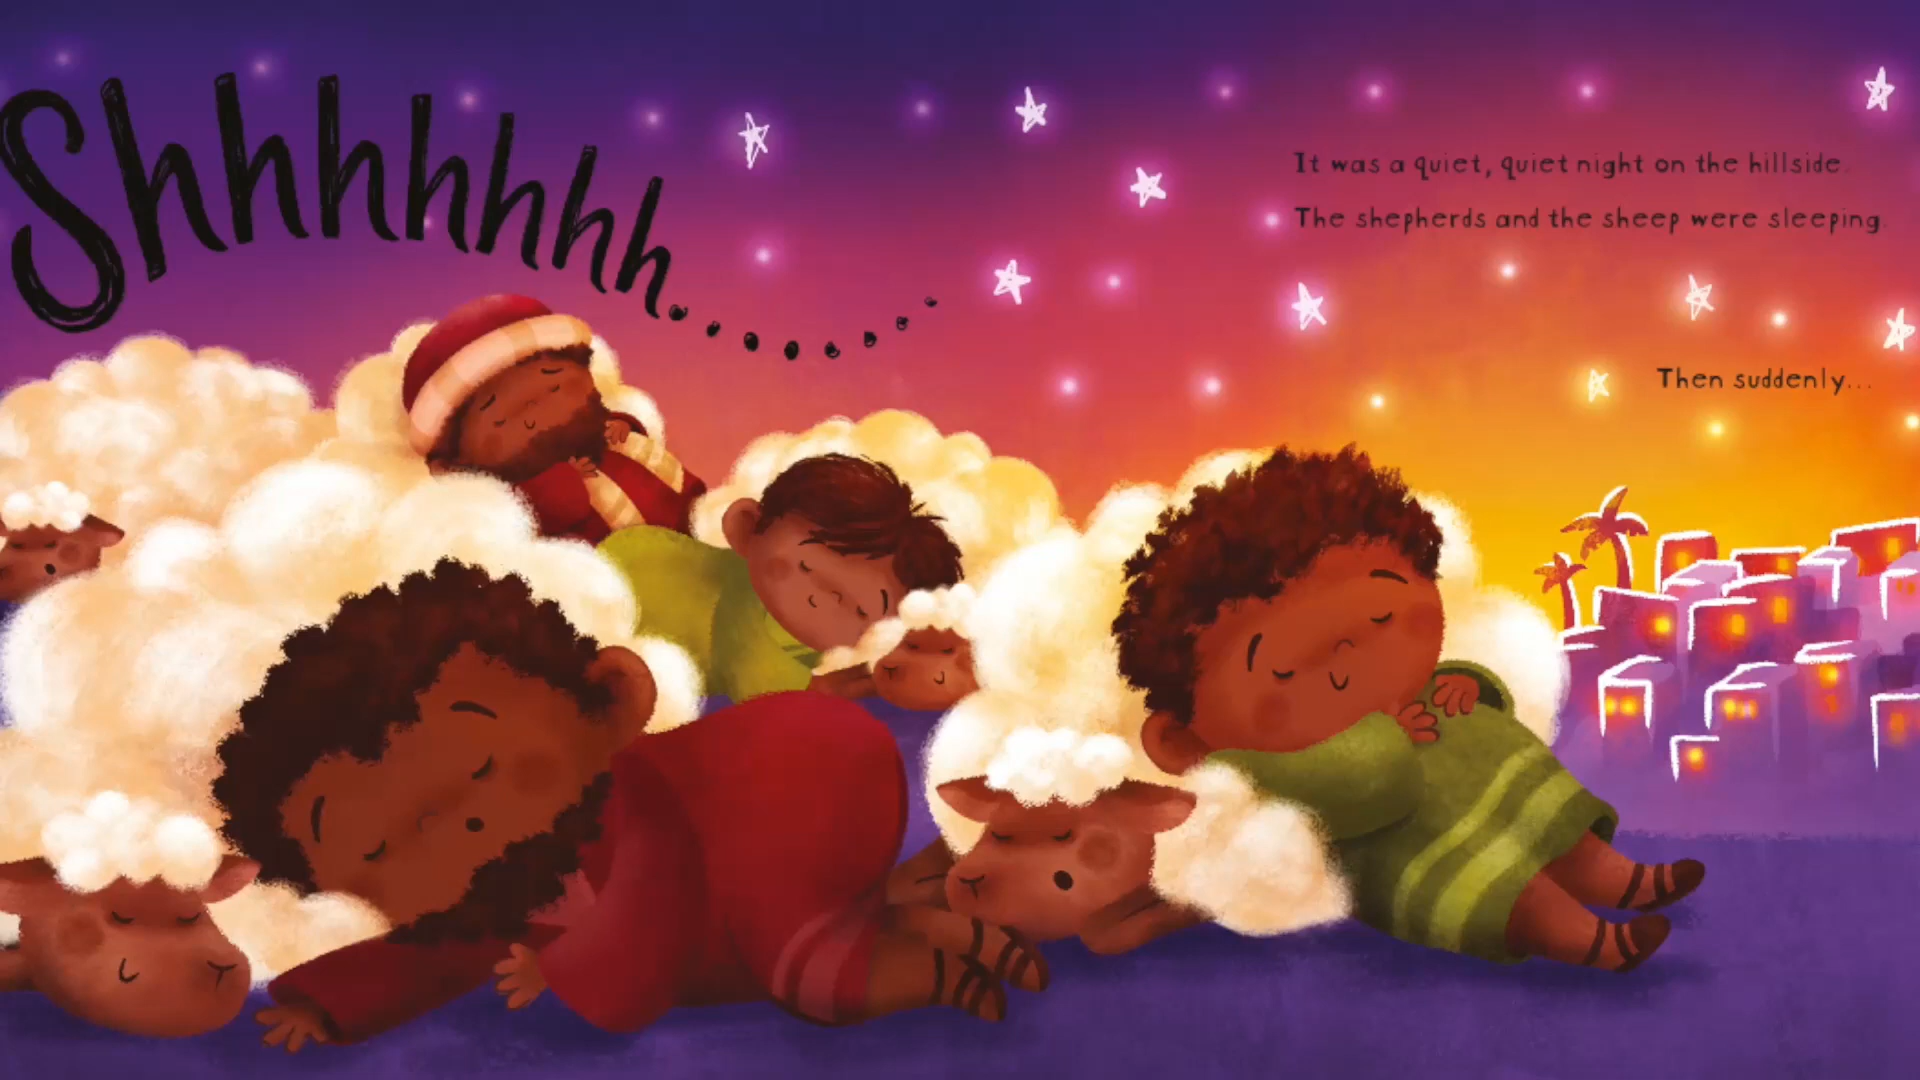 Shhhhhhh.........
It was a quiet, quiet night on the hillside.
The shepherds and the sheep were sleeping.
Then suddenly...